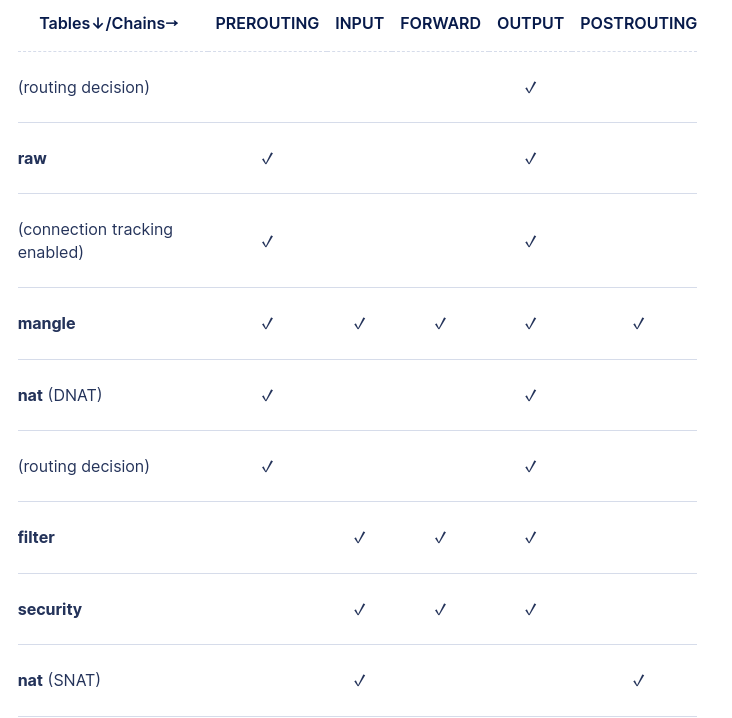 Tables↓/Chains→ PREROUTING INPUT FORWARD OUTPUT POSTROUTING
(routing decision) ✓
raw ✓ ✓
(connection tracking
enabled) ✓ ✓
mangle ✓ ✓ ✓ ✓ ✓
nat (DNAT) ✓ ✓
(routing decision) ✓ ✓
filter ✓ ✓ ✓
security ✓ ✓ ✓
nat (SNAT) ✓ ✓